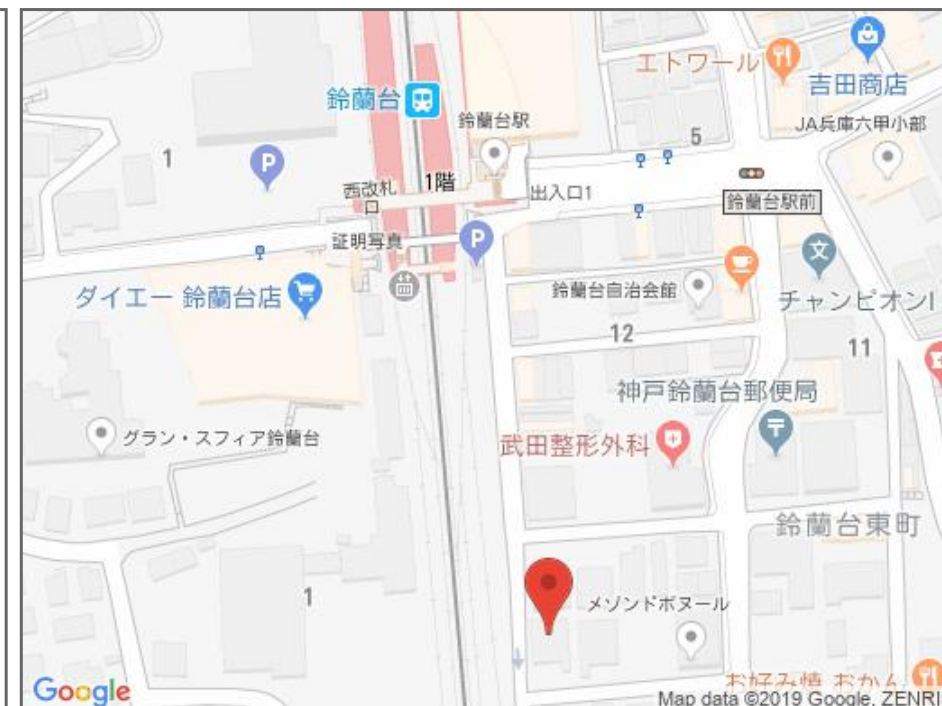 エトワール
吉田商店
鈴蘭台
鈴蘭台駅
JA兵庫六甲小部
5
1
P
西改札
口
1階
出入口1
鈴蘭台駅前
証明写真
P
文
ダイエー 鈴蘭台店
鈴蘭台自治会館
チャンピオンI
12
11
神戸鈴蘭台郵便局
グラン・スフィア鈴蘭台
武田整形外科
鈴蘭台東町
1
メゾンドボヌール
お好み焼 おかん
Google
Map data ©2019 Google, ZENRI